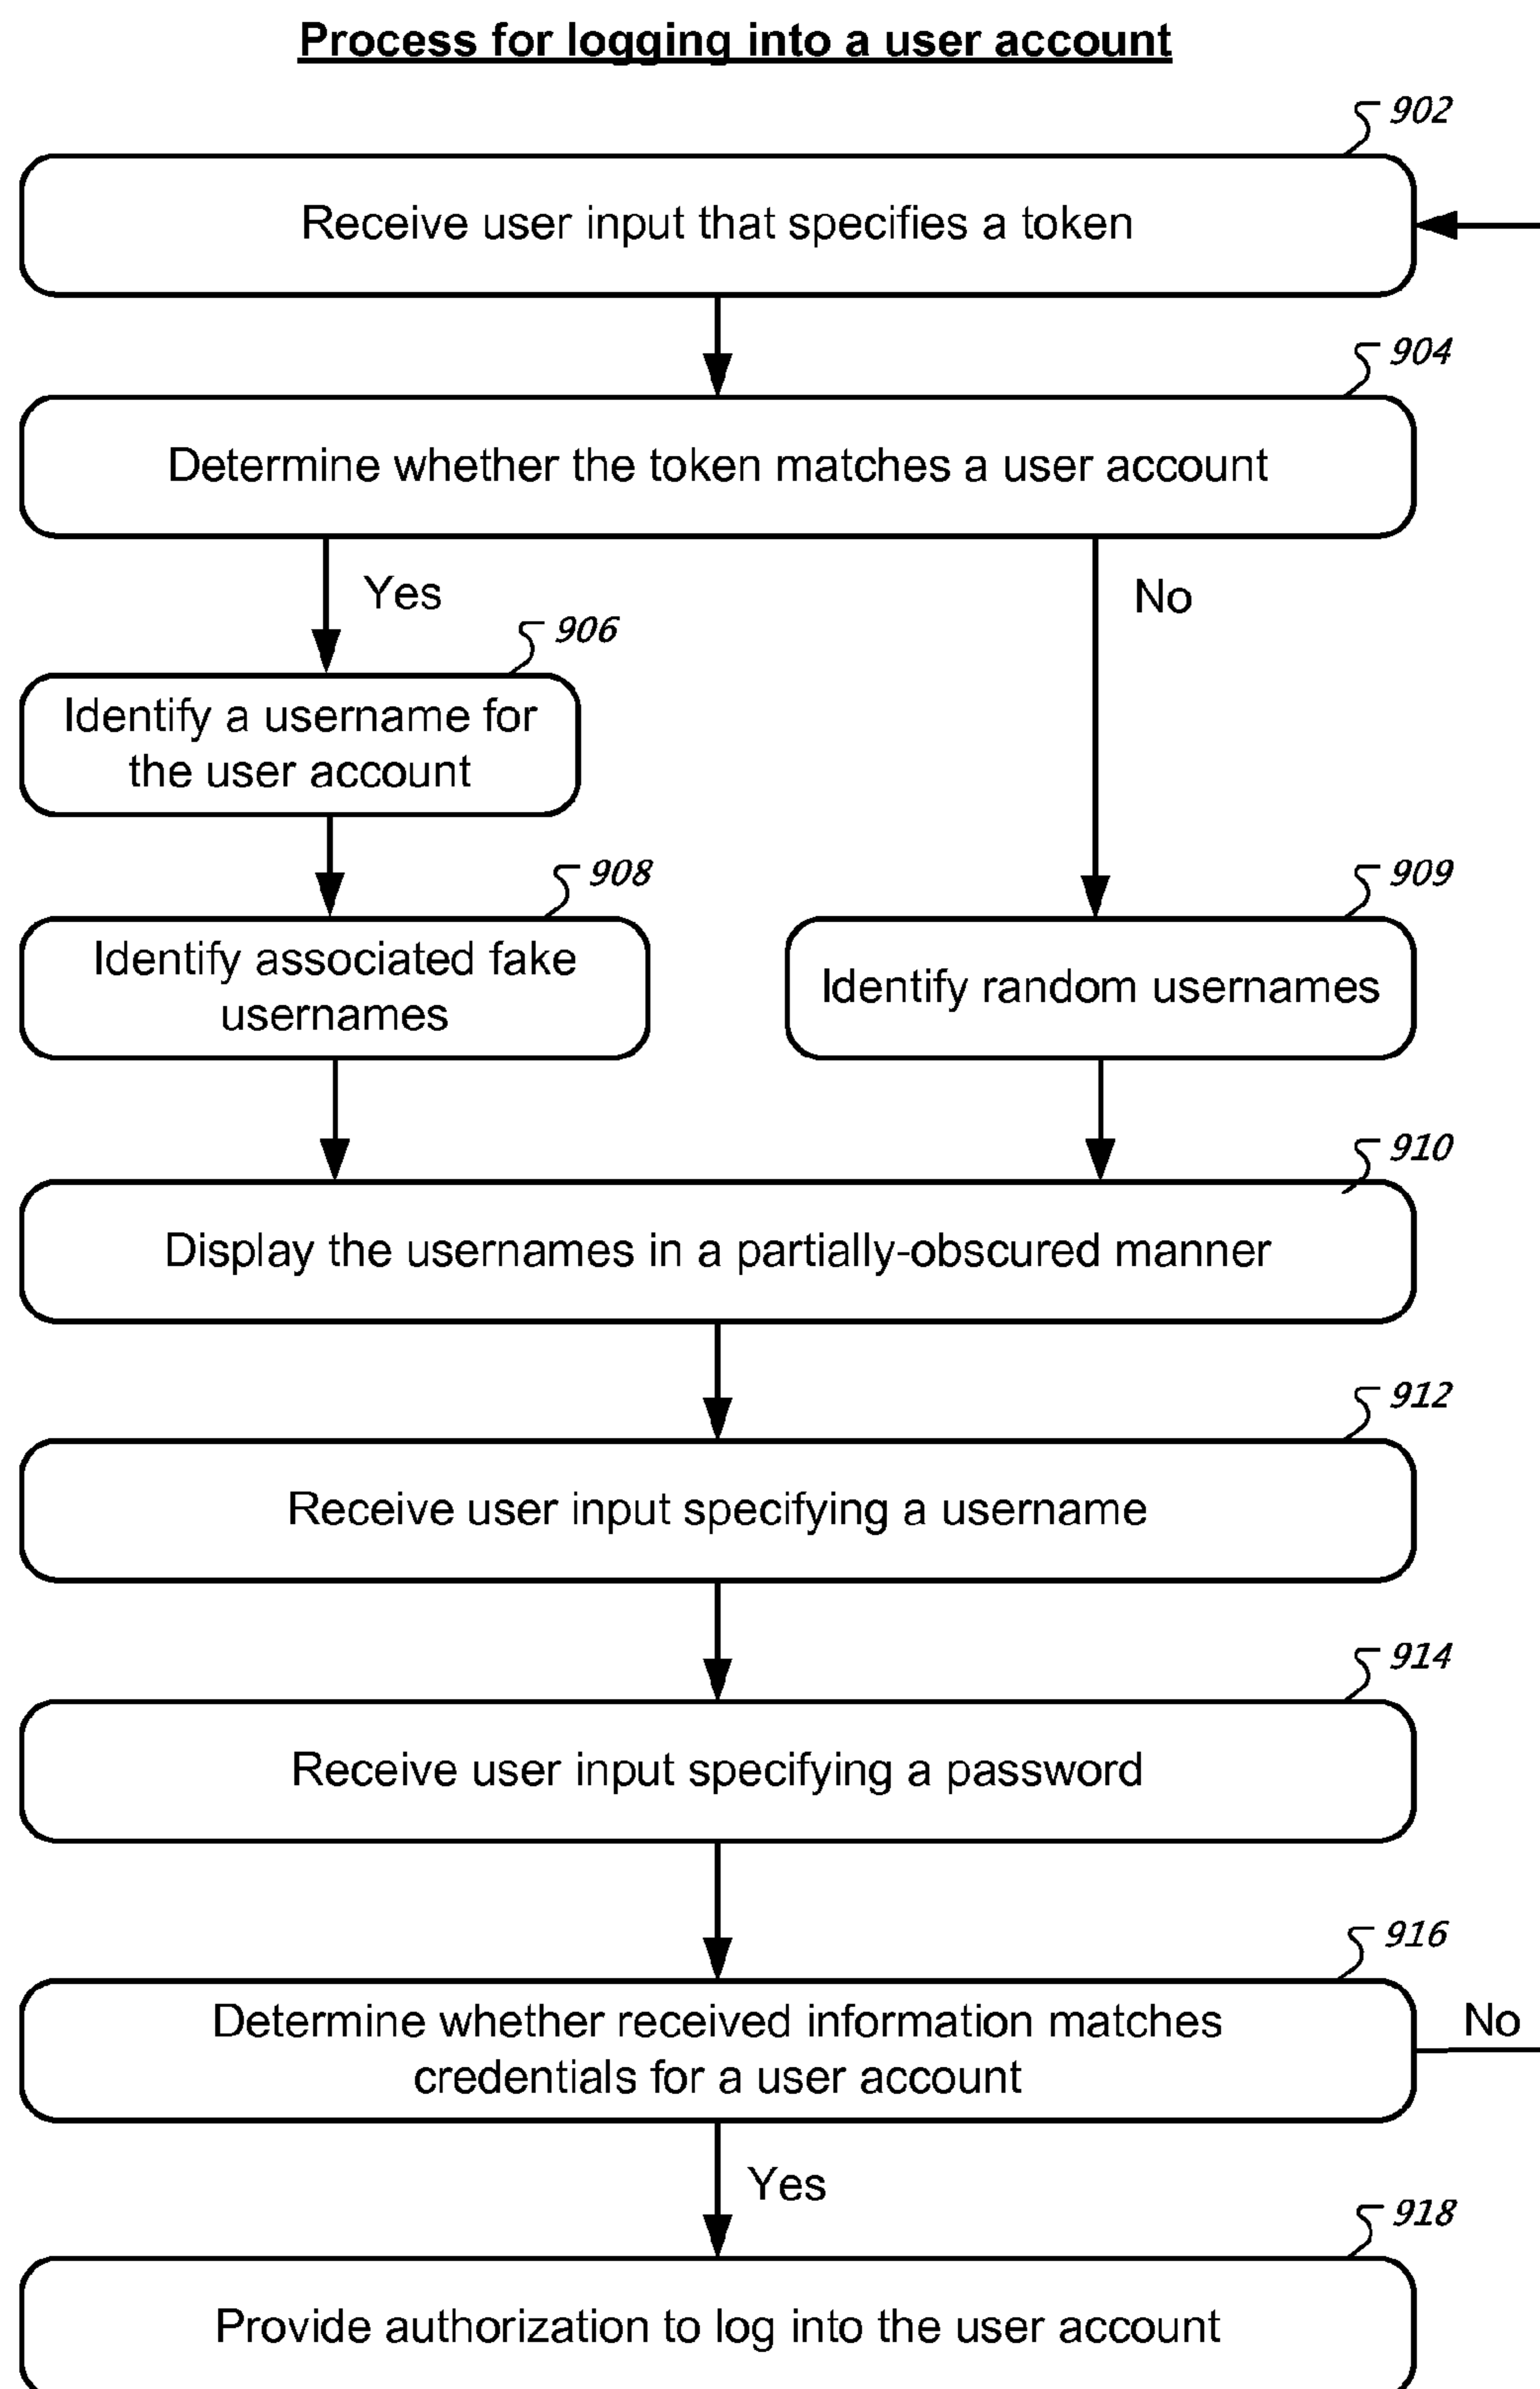 Process for logging into a user account
902
Receive user input that specifies a token
904
Determine whether the token matches a user account
Yes
No
906
Identify a username for
the user account
908
Identify associated fake
usernames
909
Identify random usernames
910
Display the usernames in a partially-obscured manner
912
Receive user input specifying a username
914
Receive user input specifying a password
916
Determine whether received information matches
credentials for a user account
No
Yes
918
Provide authorization to log into the user account